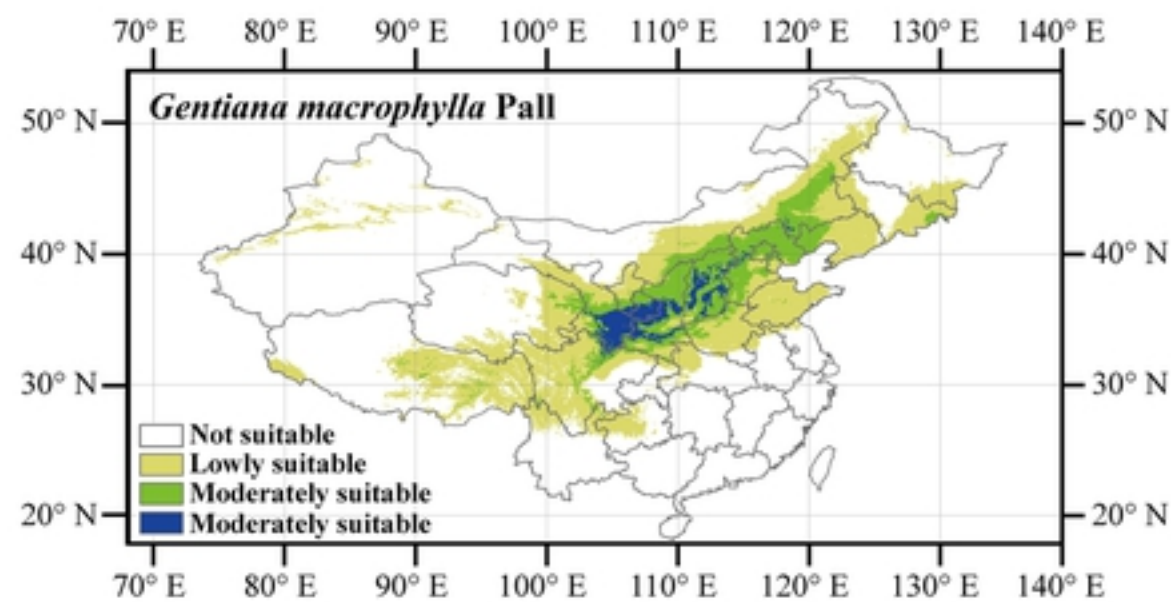 70° E 80° E 90° E 100° E 110° E 120° E 130° E 140° E
Gentiana macrophylla Pall
50° N 50° N
40° N 40° N
30° N 30° N
Not suitable
Lowly suitable
Moderately suitable
20° N Moderately suitable 20° N
70° E 80° E 90° E 100° E 110° E 120° E 130° E 140° E